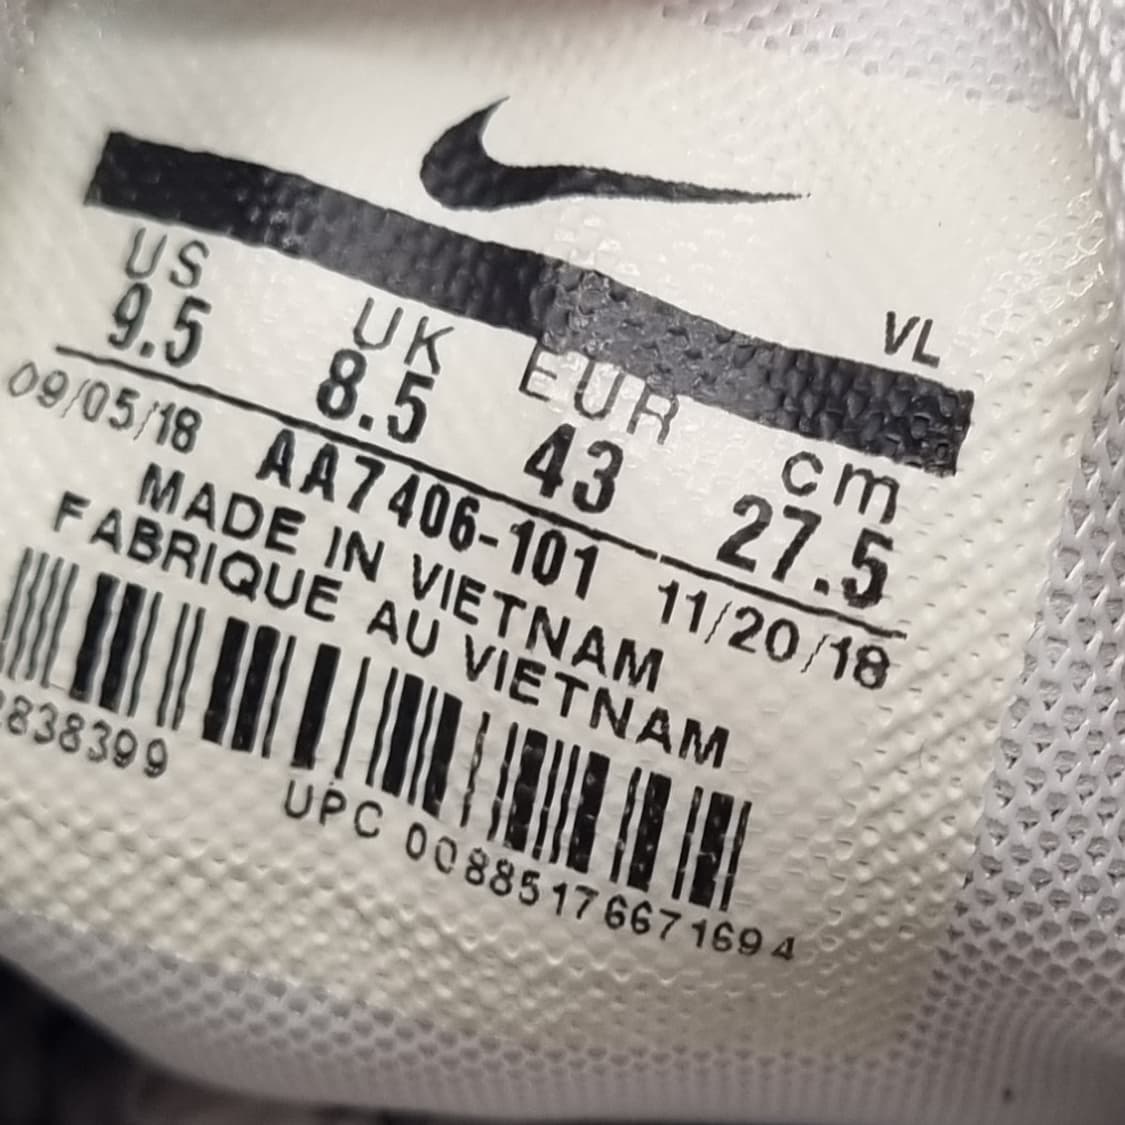 VL
US UK EUR cm
9.5 8.5 43 27.5
09/05/18 AA7406-101 11/20/18
MADE IN VIETNAM
FABRIQUE AU VIETNAM
838399
UPC 00885176671694